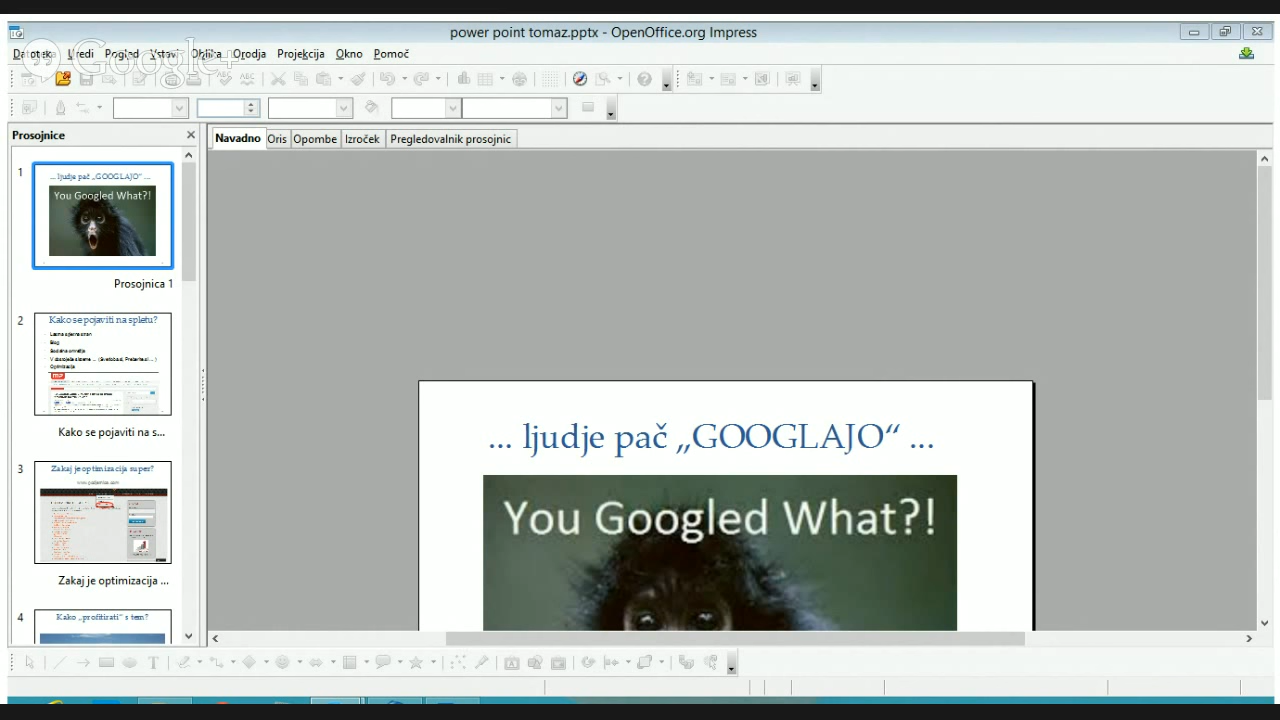 power point tomaz.pptx - OpenOffice.org Impress
Datoteka Uredi Pogled Vstavi Oblika Orodja Projekcija Okno Pomoč
Google+
Prosojnice
Navadno Oris Opombe Izroček Pregledovalnik prosojnic
1
... ljudje pač „GOOGLAJO“ ...
You Googled What?!
Prosojnica 1
2
Kako se pojaviti na spletu?
Blog
Optimizacija
Kako se pojaviti na s...
3
Zakaj je optimizacija super?
Zakaj je optimizacija ...
4
Kako „profitirati“ s tem?
... ljudje pač „GOOGLAJO“ ...
You Googled What?!